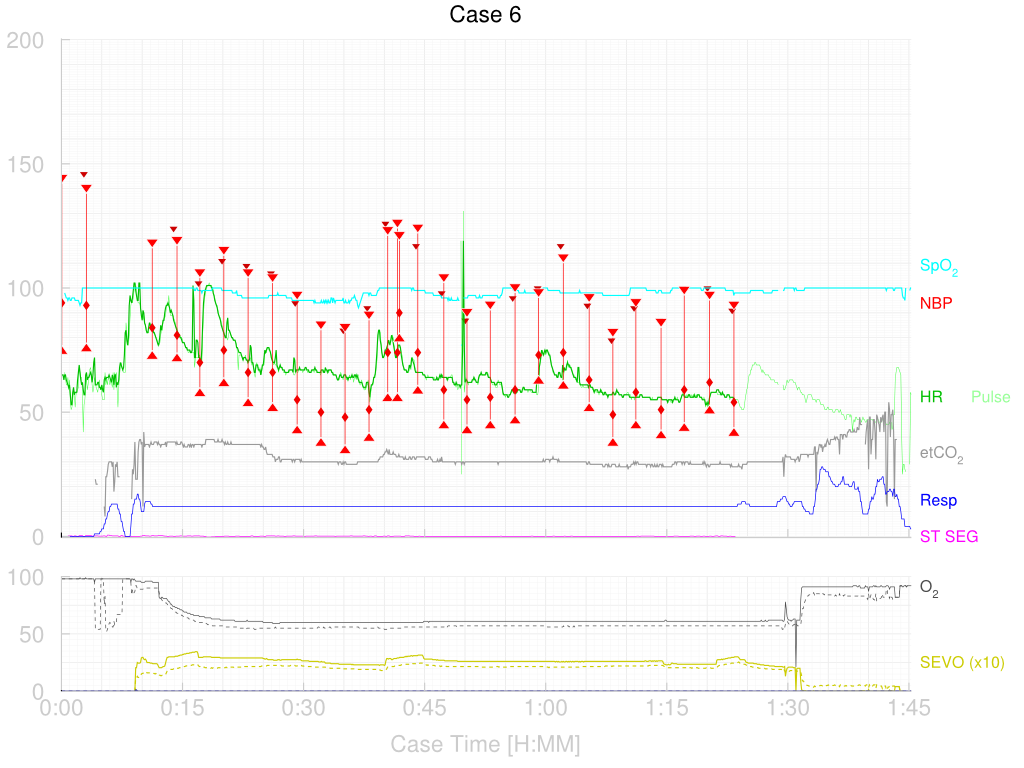 Case 6
200
150
100
50
0
SpO2
NBP
HR Pulse
etCO2
Resp
ST SEG
100
50
0
O2
SEVO (x10)
0:00 0:15 0:30 0:45 1:00 1:15 1:30 1:45
Case Time [H:MM]